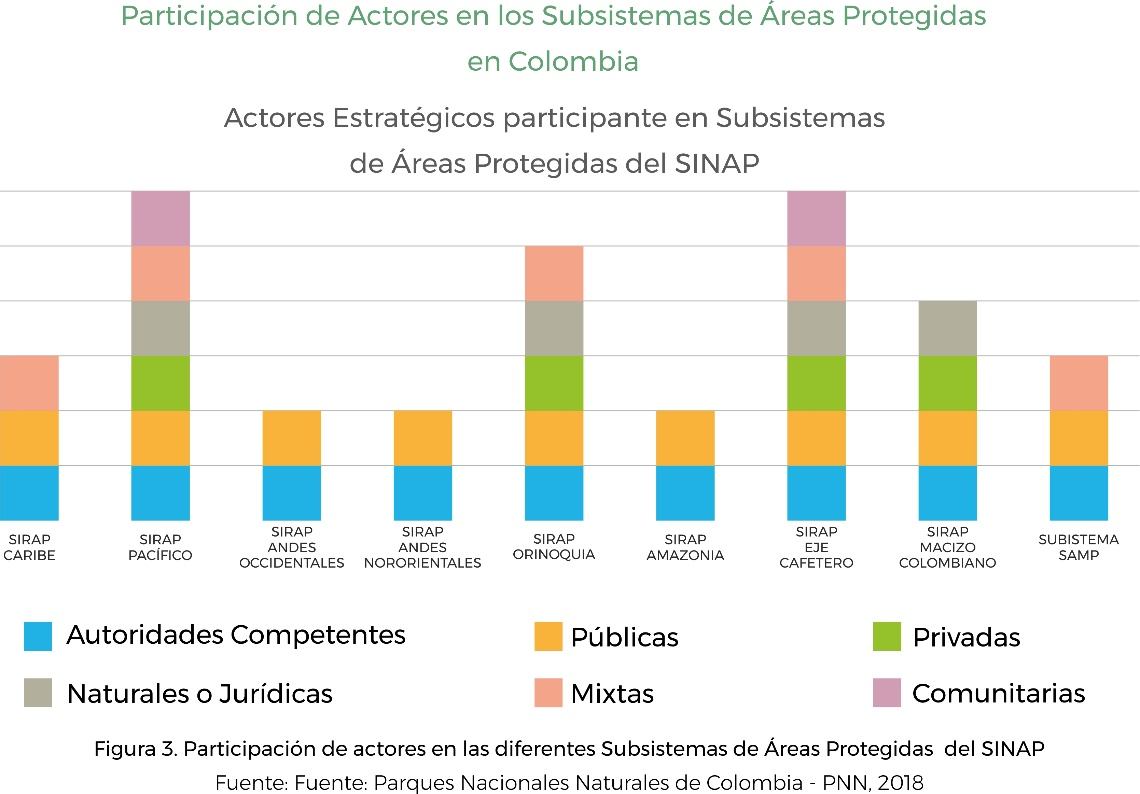 Participación de Actores en los Subsistemas de Áreas Protegidas
en Colombia
Actores Estratégicos participante en Subsistemas
de Áreas Protegidas del SINAP
SIRAP
CARIBE
SIRAP
PACÍFICO
SIRAP
ANDES
OCCIDENTALES
SIRAP
ANDES
NORORIENTALES
SIRAP
ORINOQUIA
SIRAP
AMAZONIA
SIRAP
EJE
CAFETERO
SIRAP
MACIZO
COLOMBIANO
SUBISTEMA
SAMP
Autoridades Competentes
Públicas
Privadas
Naturales o Jurídicas
Mixtas
Comunitarias
Figura 3. Participación de actores en las diferentes Subsistemas de Áreas Protegidas del SINAP
Fuente: Fuente: Parques Nacionales Naturales de Colombia - PNN, 2018